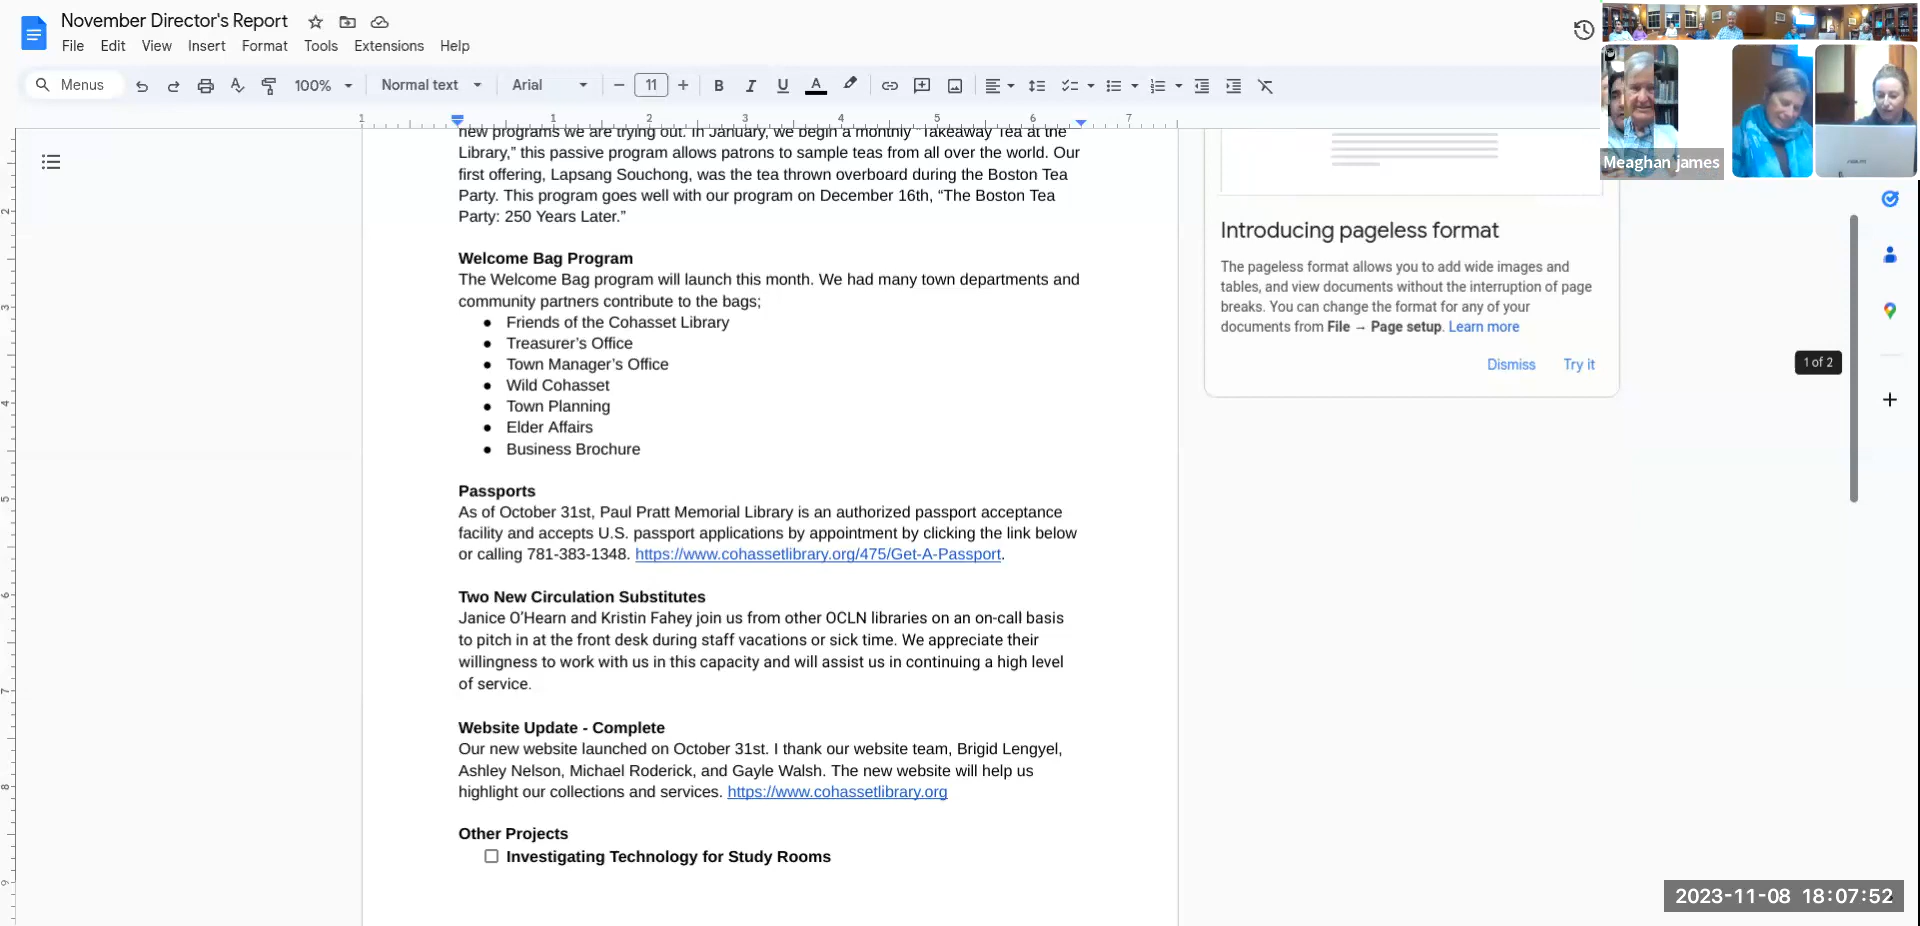 November Director's Report
File Edit View Insert Format Tools Extensions Help
Menus 100% Normal text Arial 11
1 1 2 3 4 5 6 7
new programs we are trying out. In January, we begin a monthly “Takeaway Tea at the
Library,” this passive program allows patrons to sample teas from all over the world. Our
first offering, Lapsang Souchong, was the tea thrown overboard during the Boston Tea
Party. This program goes well with our program on December 16th, “The Boston Tea
Party: 250 Years Later.”
Welcome Bag Program
The Welcome Bag program will launch this month. We had many town departments and
community partners contribute to the bags;
● Friends of the Cohasset Library
● Treasurer’s Office
● Town Manager’s Office
● Wild Cohasset
● Town Planning
● Elder Affairs
● Business Brochure
Passports
As of October 31st, Paul Pratt Memorial Library is an authorized passport acceptance
facility and accepts U.S. passport applications by appointment by clicking the link below
or calling 781-383-1348. https://www.cohassetlibrary.org/475/Get-A-Passport.
Two New Circulation Substitutes
Janice O’Hearn and Kristin Fahey join us from other OCLN libraries on an on-call basis
to pitch in at the front desk during staff vacations or sick time. We appreciate their
willingness to work with us in this capacity and will assist us in continuing a high level
of service.
Website Update - Complete
Our new website launched on October 31st. I thank our website team, Brigid Lengyel,
Ashley Nelson, Michael Roderick, and Gayle Walsh. The new website will help us
highlight our collections and services. https://www.cohassetlibrary.org
Other Projects
Investigating Technology for Study Rooms
2
3
4
5
6
7
8
9
Introducing pageless format
The pageless format allows you to add wide images and
tables, and view documents without the interruption of page
breaks. You can change the format for any of your
documents from File → Page setup. Learn more
Dismiss Try it
1 of 2
Meaghan james
2023-11-08 18:07:52